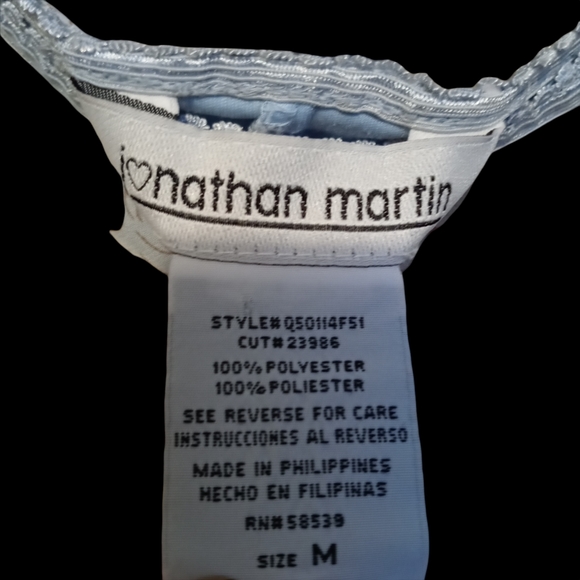 j♡nathan martin
STYLE# Q50114F51
CUT# 23986
100% POLYESTER
100% POLIESTER
SEE REVERSE FOR CARE
INSTRUCCIONES AL REVERSO
MADE IN PHILIPPINES
HECHO EN FILIPINAS
RN# 58539
SIZE M